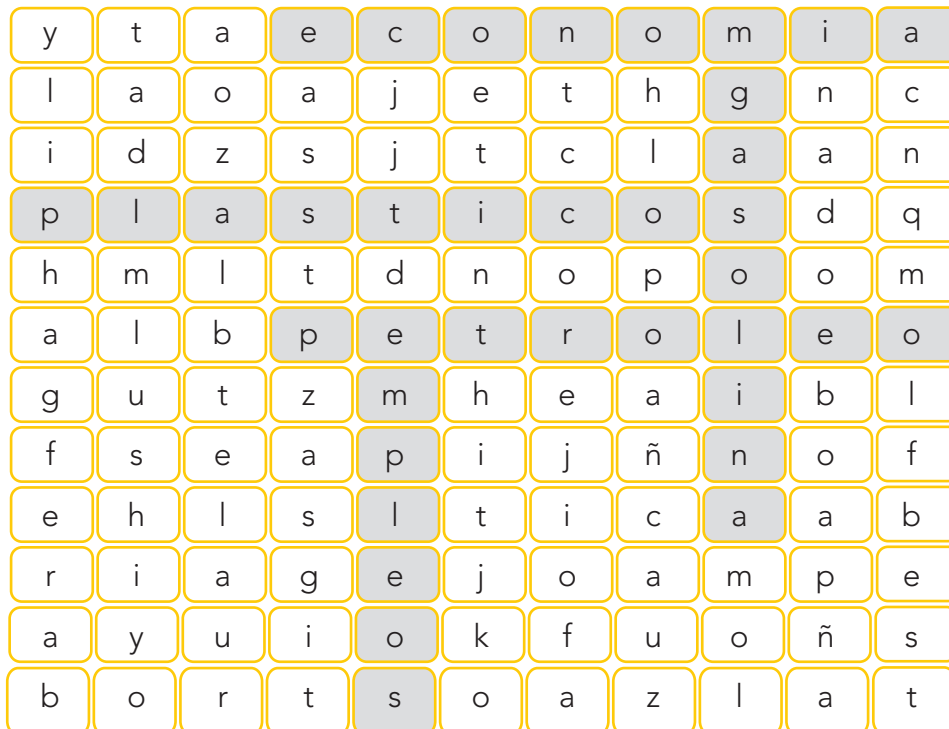 y t a e c o n o m i a
l a o a j e t h g n c
i d z s j t c l a a n
p l a s t i c o s d q
h m l t d n o p o o m
a l b p e t r o l e o
g u t z m h e a i b l
f s e a p i j ñ n o f
e h l s l t i c a a b
r i a g e j o a m p e
a y u i o k f u o ñ s
b o r t s o a z l a t